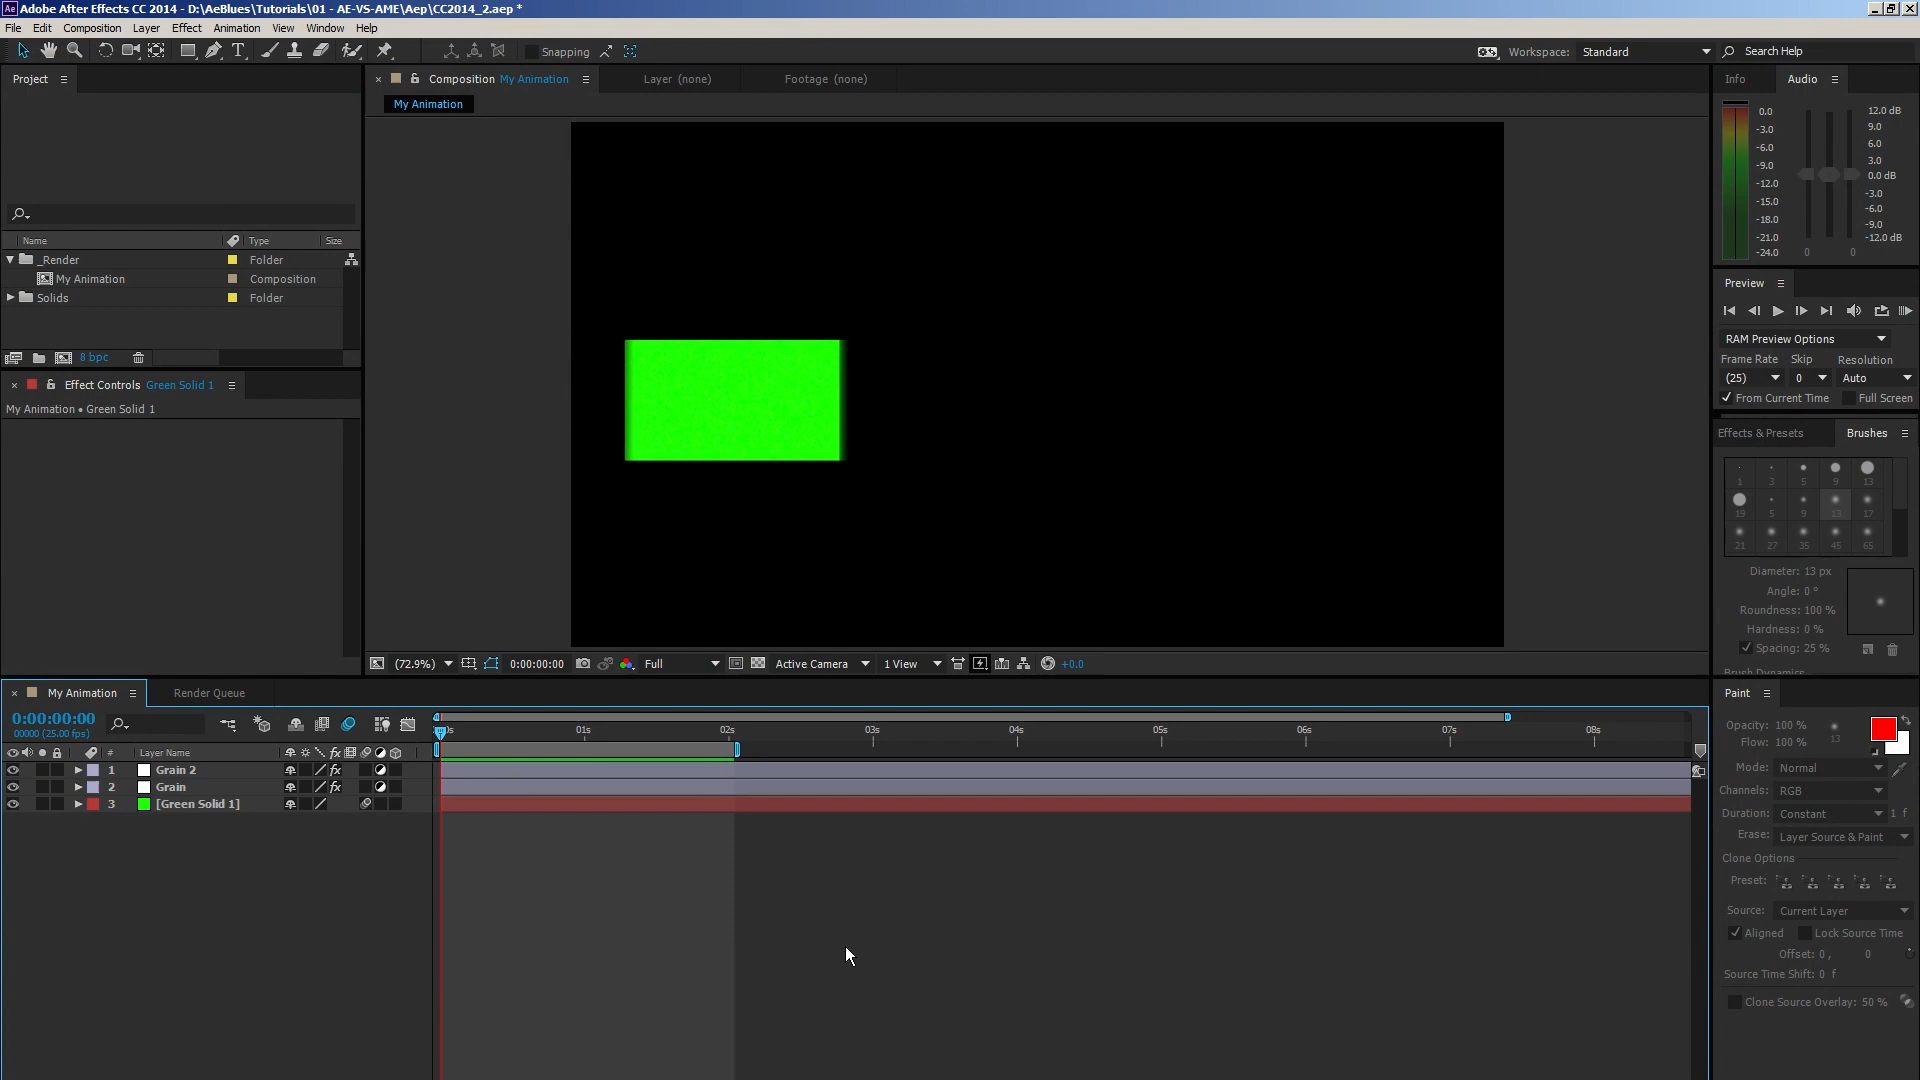 Adobe After Effects CC 2014 - D:\AeBlues\Tutorials\01 - AE-VS-AME\Aep\CC2014_2.aep *
File Edit Composition Layer Effect Animation View Window Help
Snapping
Workspace: Standard
Search Help
Project
Composition My Animation
Layer (none)
Footage (none)
Info
Audio
My Animation
0.0
-3.0
-6.0
-9.0
-12.0
-15.0
-18.0
-21.0
-24.0
12.0 dB
9.0
6.0
3.0
0.0 dB
-3.0
-6.0
-9.0
-12.0 dB
0 0
Name Type Size
_Render Folder
My Animation Composition
Solids Folder
8 bpc
Effect Controls Green Solid 1
My Animation • Green Solid 1
Preview
RAM Preview Options
Frame Rate Skip Resolution
(25) 0 Auto
From Current Time Full Screen
Effects & Presets
Brushes
1 3 5 9 13
19 5 9 13 17
21 27 35 45 65
Diameter: 13 px
Angle: 0 °
Roundness: 100 %
Hardness: 0 %
Spacing: 25 %
Brush Dynamics
(72.9%) 0:00:00:00 Full Active Camera 1 View +0.0
My Animation
Render Queue
0:00:00:00
00000 (25.00 fps)
01s 02s 03s 04s 05s 06s 07s 08s
# Layer Name
1 Grain 2
2 Grain
3 [Green Solid 1]
Paint
Opacity: 100 %
Flow: 100 %
13
Mode: Normal
Channels: RGB
Duration: Constant 1 f
Erase: Layer Source & Paint
Clone Options
Preset:
Source: Current Layer
Aligned Lock Source Time
Offset: 0 , 0
Source Time Shift: 0 f
Clone Source Overlay: 50 %